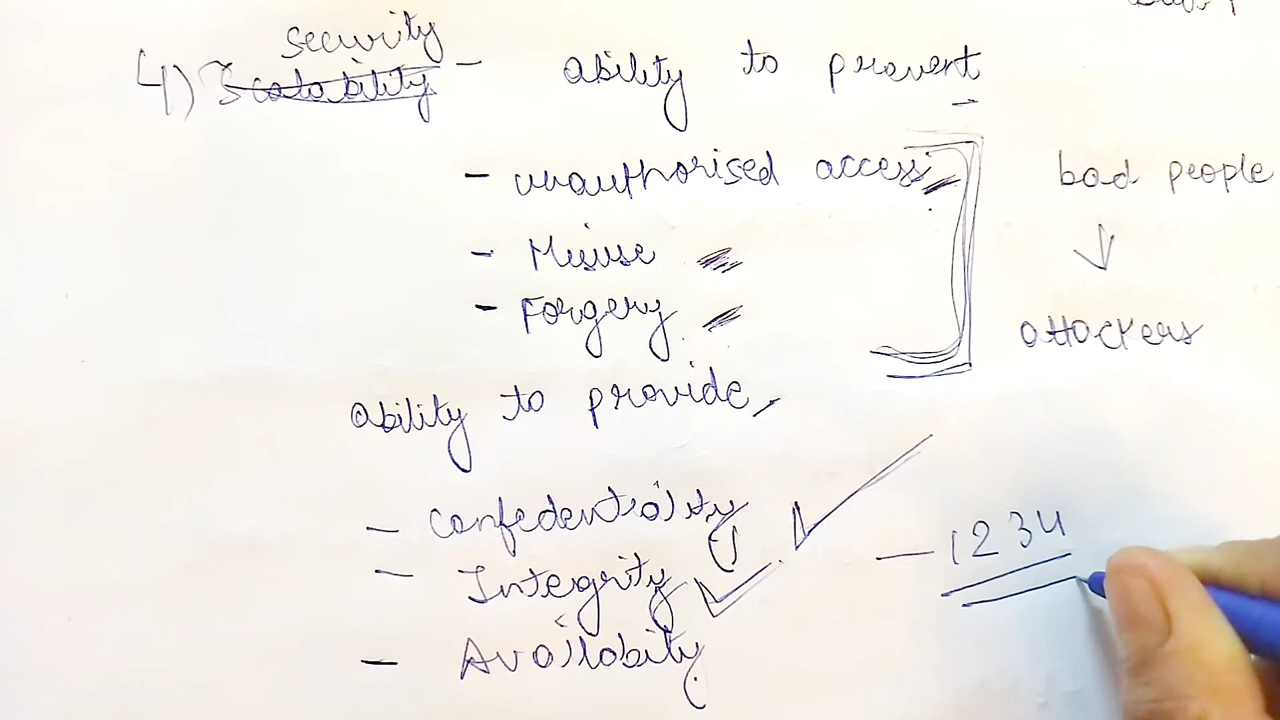 security
4) Scalability - ability to prevent
- unauthorised access
bad people
- Misuse
- Forgery
attackers
ability to provide,
- Confedentiality
- 1234
- Integrity
- Availabity